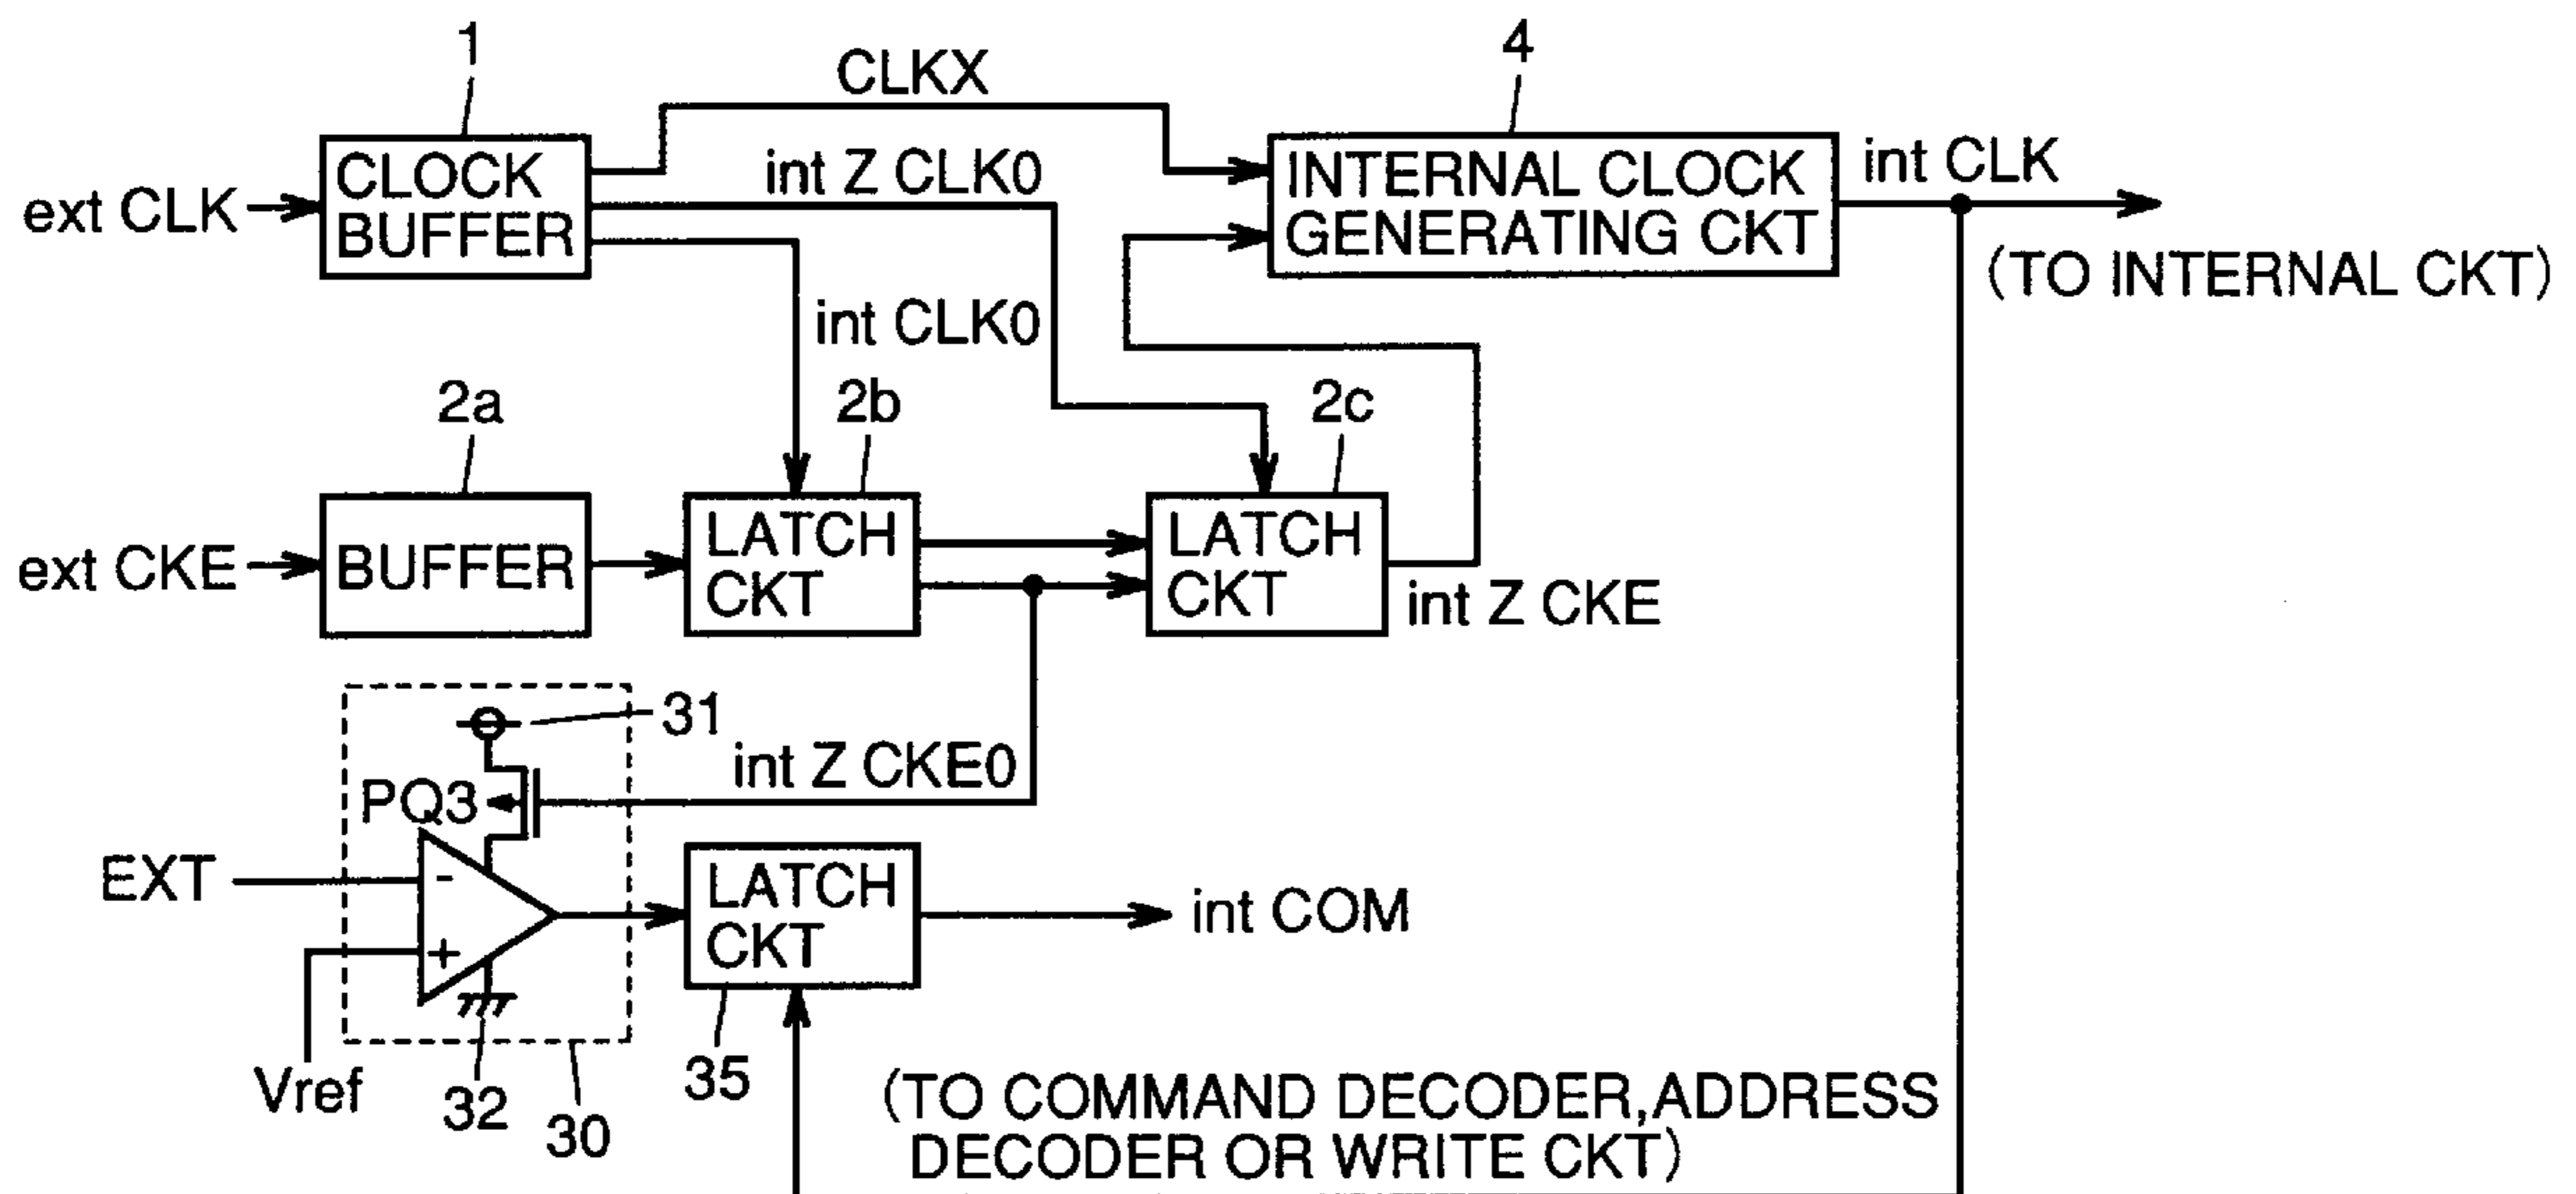 1
4
CLKX
int Z CLK0
int CLK
ext CLK
CLOCK
BUFFER
INTERNAL CLOCK
GENERATING CKT
(TO INTERNAL CKT)
int CLK0
2a
2b
2c
ext CKE
BUFFER
LATCH
CKT
LATCH
CKT
int Z CKE
31
int Z CKE0
PQ3
EXT
-
+
LATCH
CKT
int COM
Vref
32
30
35
(TO COMMAND DECODER,ADDRESS
DECODER OR WRITE CKT)